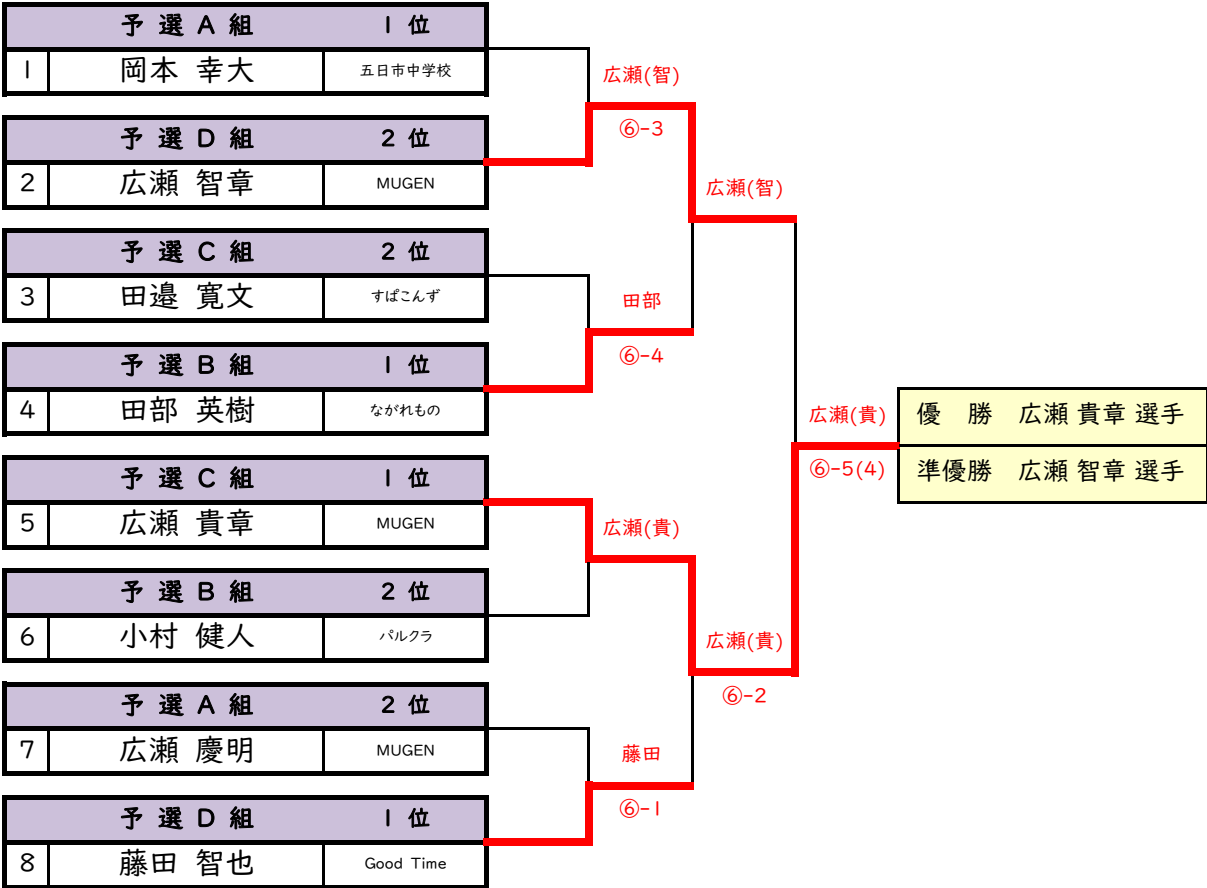 予 選 A 組 1 位
1 岡本 幸大 五日市中学校
広瀬(智)
⑥-3
予 選 D 組 2 位
2 広瀬 智章 MUGEN
広瀬(智)
予 選 C 組 2 位
3 田邉 寛文 すぱこんず
田部
⑥-4
予 選 B 組 1 位
4 田部 英樹 ながれもの
広瀬(貴)
⑥-5(4)
優 勝 広瀬 貴章 選手
準優勝 広瀬 智章 選手
予 選 C 組 1 位
5 広瀬 貴章 MUGEN
広瀬(貴)
予 選 B 組 2 位
6 小村 健人 パルクラ
広瀬(貴)
⑥-2
予 選 A 組 2 位
7 広瀬 慶明 MUGEN
藤田
⑥-1
予 選 D 組 1 位
8 藤田 智也 Good Time